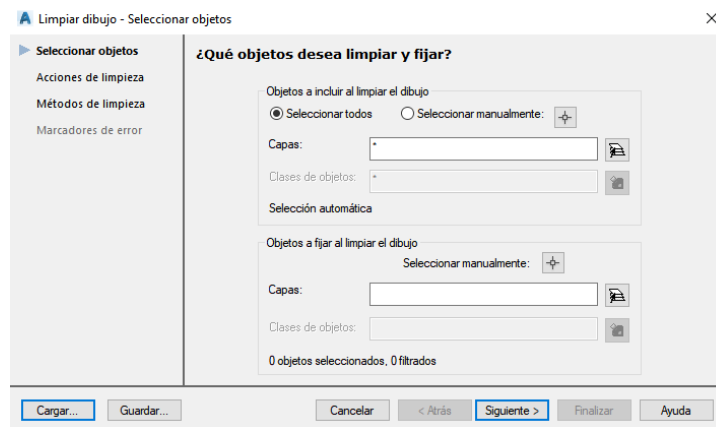 Limpiar dibujo - Seleccionar objetos
Seleccionar objetos
Acciones de limpieza
Métodos de limpieza
Marcadores de error
¿Qué objetos desea limpiar y fijar?
Objetos a incluir al limpiar el dibujo
Seleccionar todos Seleccionar manualmente:
Capas: *
Clases de objetos: *
Selección automática
Objetos a fijar al limpiar el dibujo
Seleccionar manualmente:
Capas:
Clases de objetos:
0 objetos seleccionados, 0 filtrados
Cargar... Guardar... Cancelar < Atrás Siguiente > Finalizar Ayuda